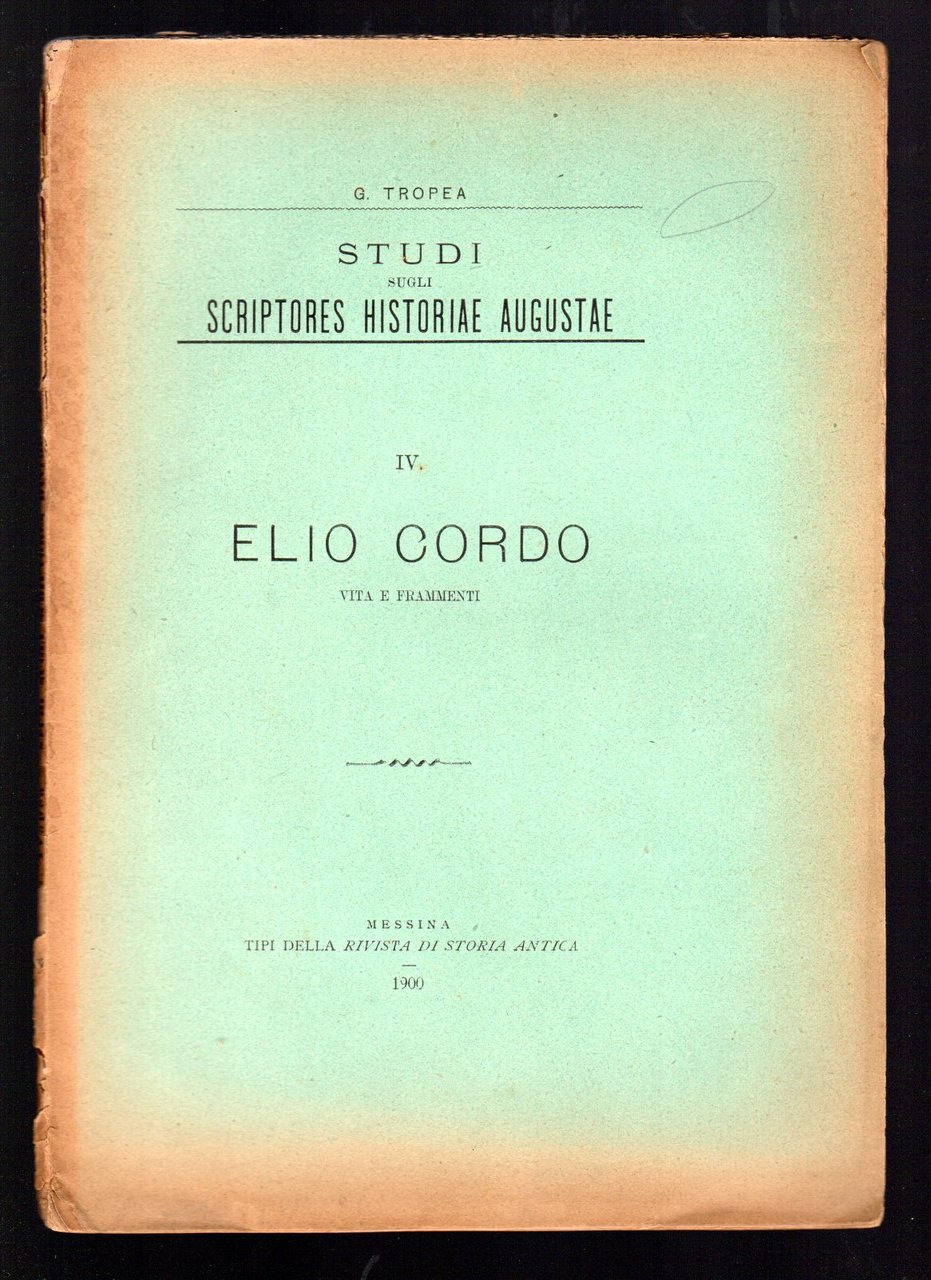 G. TROPEA
STUDI
SUGLI
SCRIPTORES HISTORIAE AUGUSTAE
IV.
ELIO CORDO
VITA E FRAMMENTI
MESSINA
TIPI DELLA RIVISTA DI STORIA ANTICA
1900